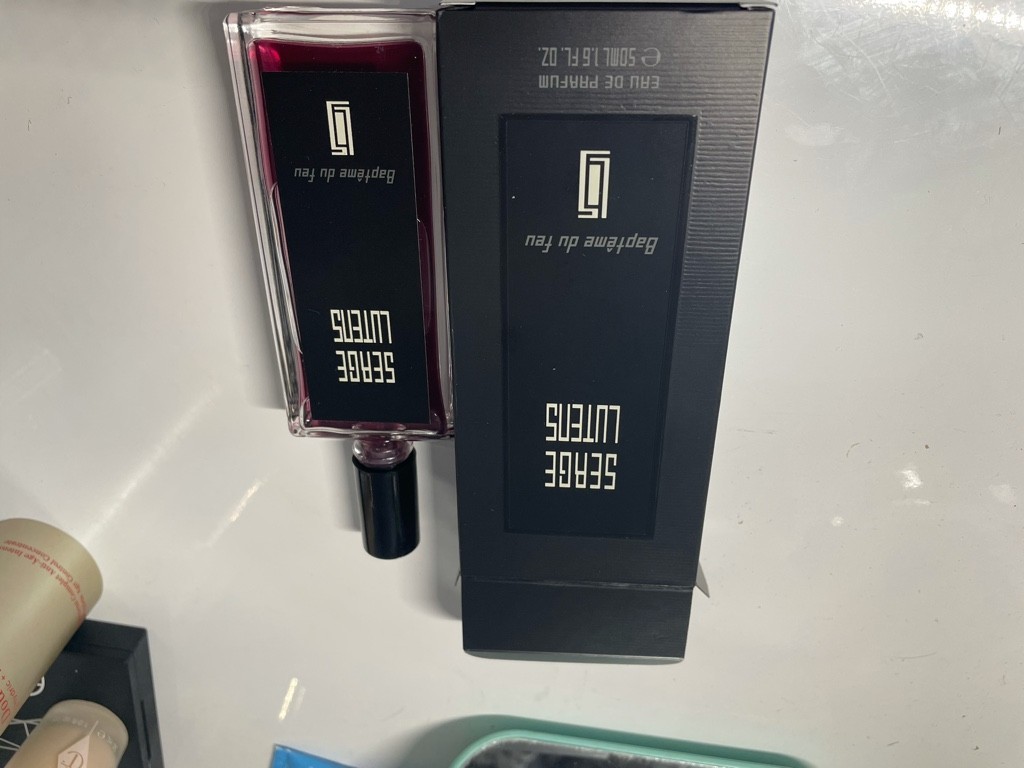 SERGE
LUTENS
Baptême du feu
SERGE
LUTENS
Baptême du feu
EAU DE PARFUM
℮ 50ML 1.6 FL. OZ.